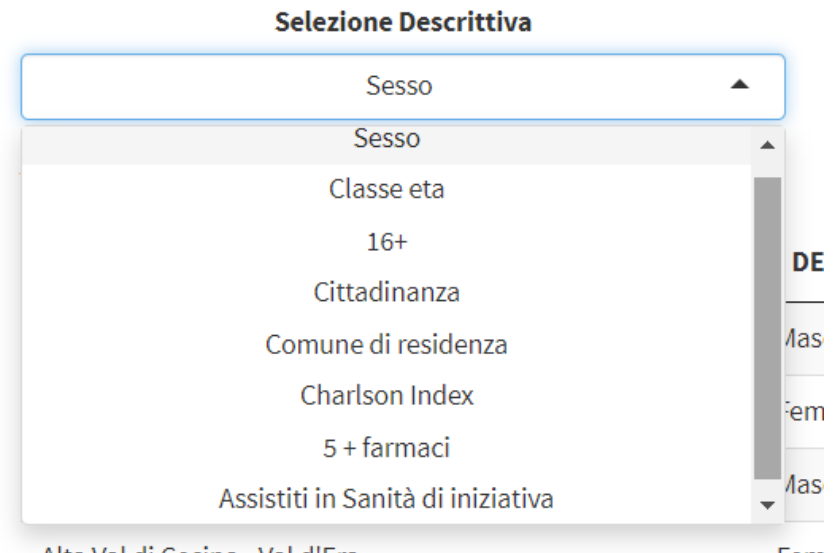 Selezione Descrittiva
Sesso
Sesso
Classe eta
16+
Cittadinanza
DE
Comune di residenza
Charlson Index
5 + farmaci
Assistiti in Sanità di iniziativa